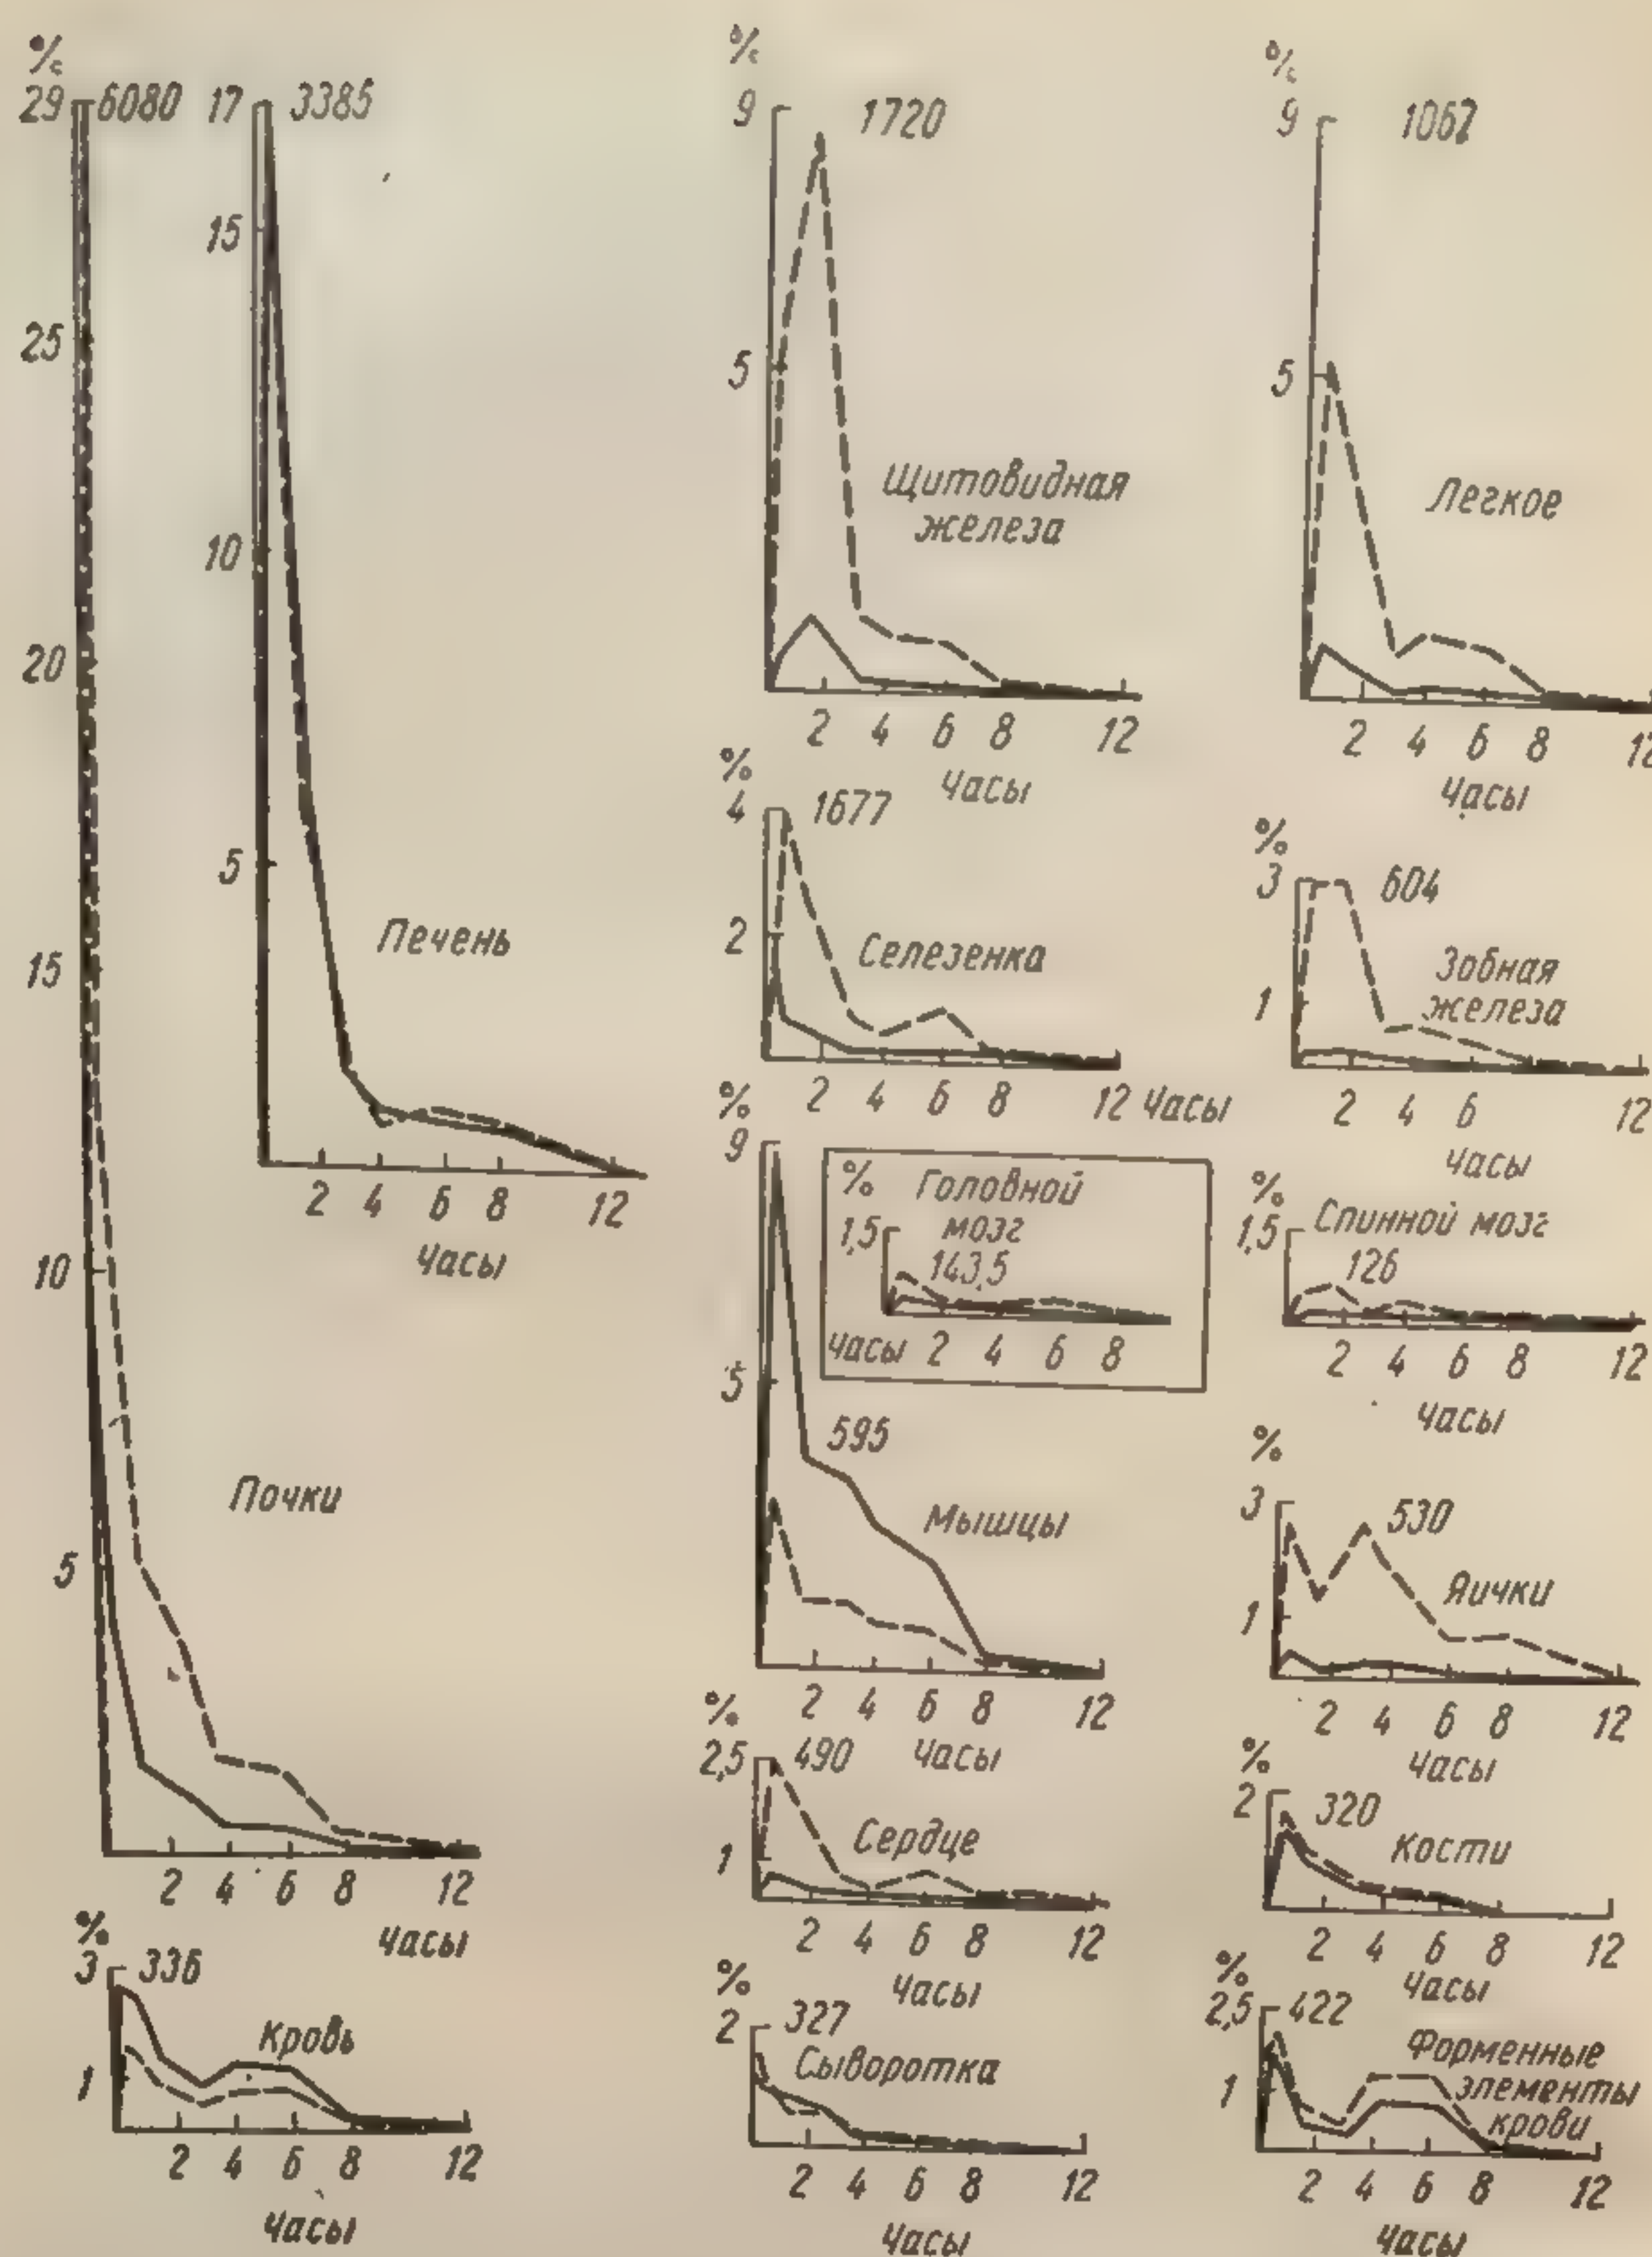 %
29 6080
25
20
15
10
5
Почки
2 4 6 8 12
Часы
17 3385
15
10
5
Печень
2 4 6 8 12
Часы
%
9 1720
5
Щитовидная
железа
2 4 6 8 12
Часы
%
9 1067
5
Легкое
2 4 6 8 12
Часы
%
4 1677
2
Селезенка
2 4 6 8 12 Часы
%
3 604
1
Зобная
железа
2 4 6 12
Часы
%
9
5
595
Мышцы
2 4 6 8 12
Часы
% Головной
1,5 мозг
143,5
Часы 2 4 6 8
%
1,5 Спинной мозг
126
2 4 6 8 12
Часы
%
3 530
1
Яички
2 4 6 8 12
Часы
%
2,5 490
1
Сердце
2 4 6 8 12
Часы
%
2 320
Кости
2 4 6 8 12
Часы
%
3 336
1
Кровь
2 4 6 8 12
Часы
%
2 327
Сыворотка
2 4 6 8 12
Часы
%
2,5 422
1
Форменные
элементы
крови
2 4 6 8 12
Часы